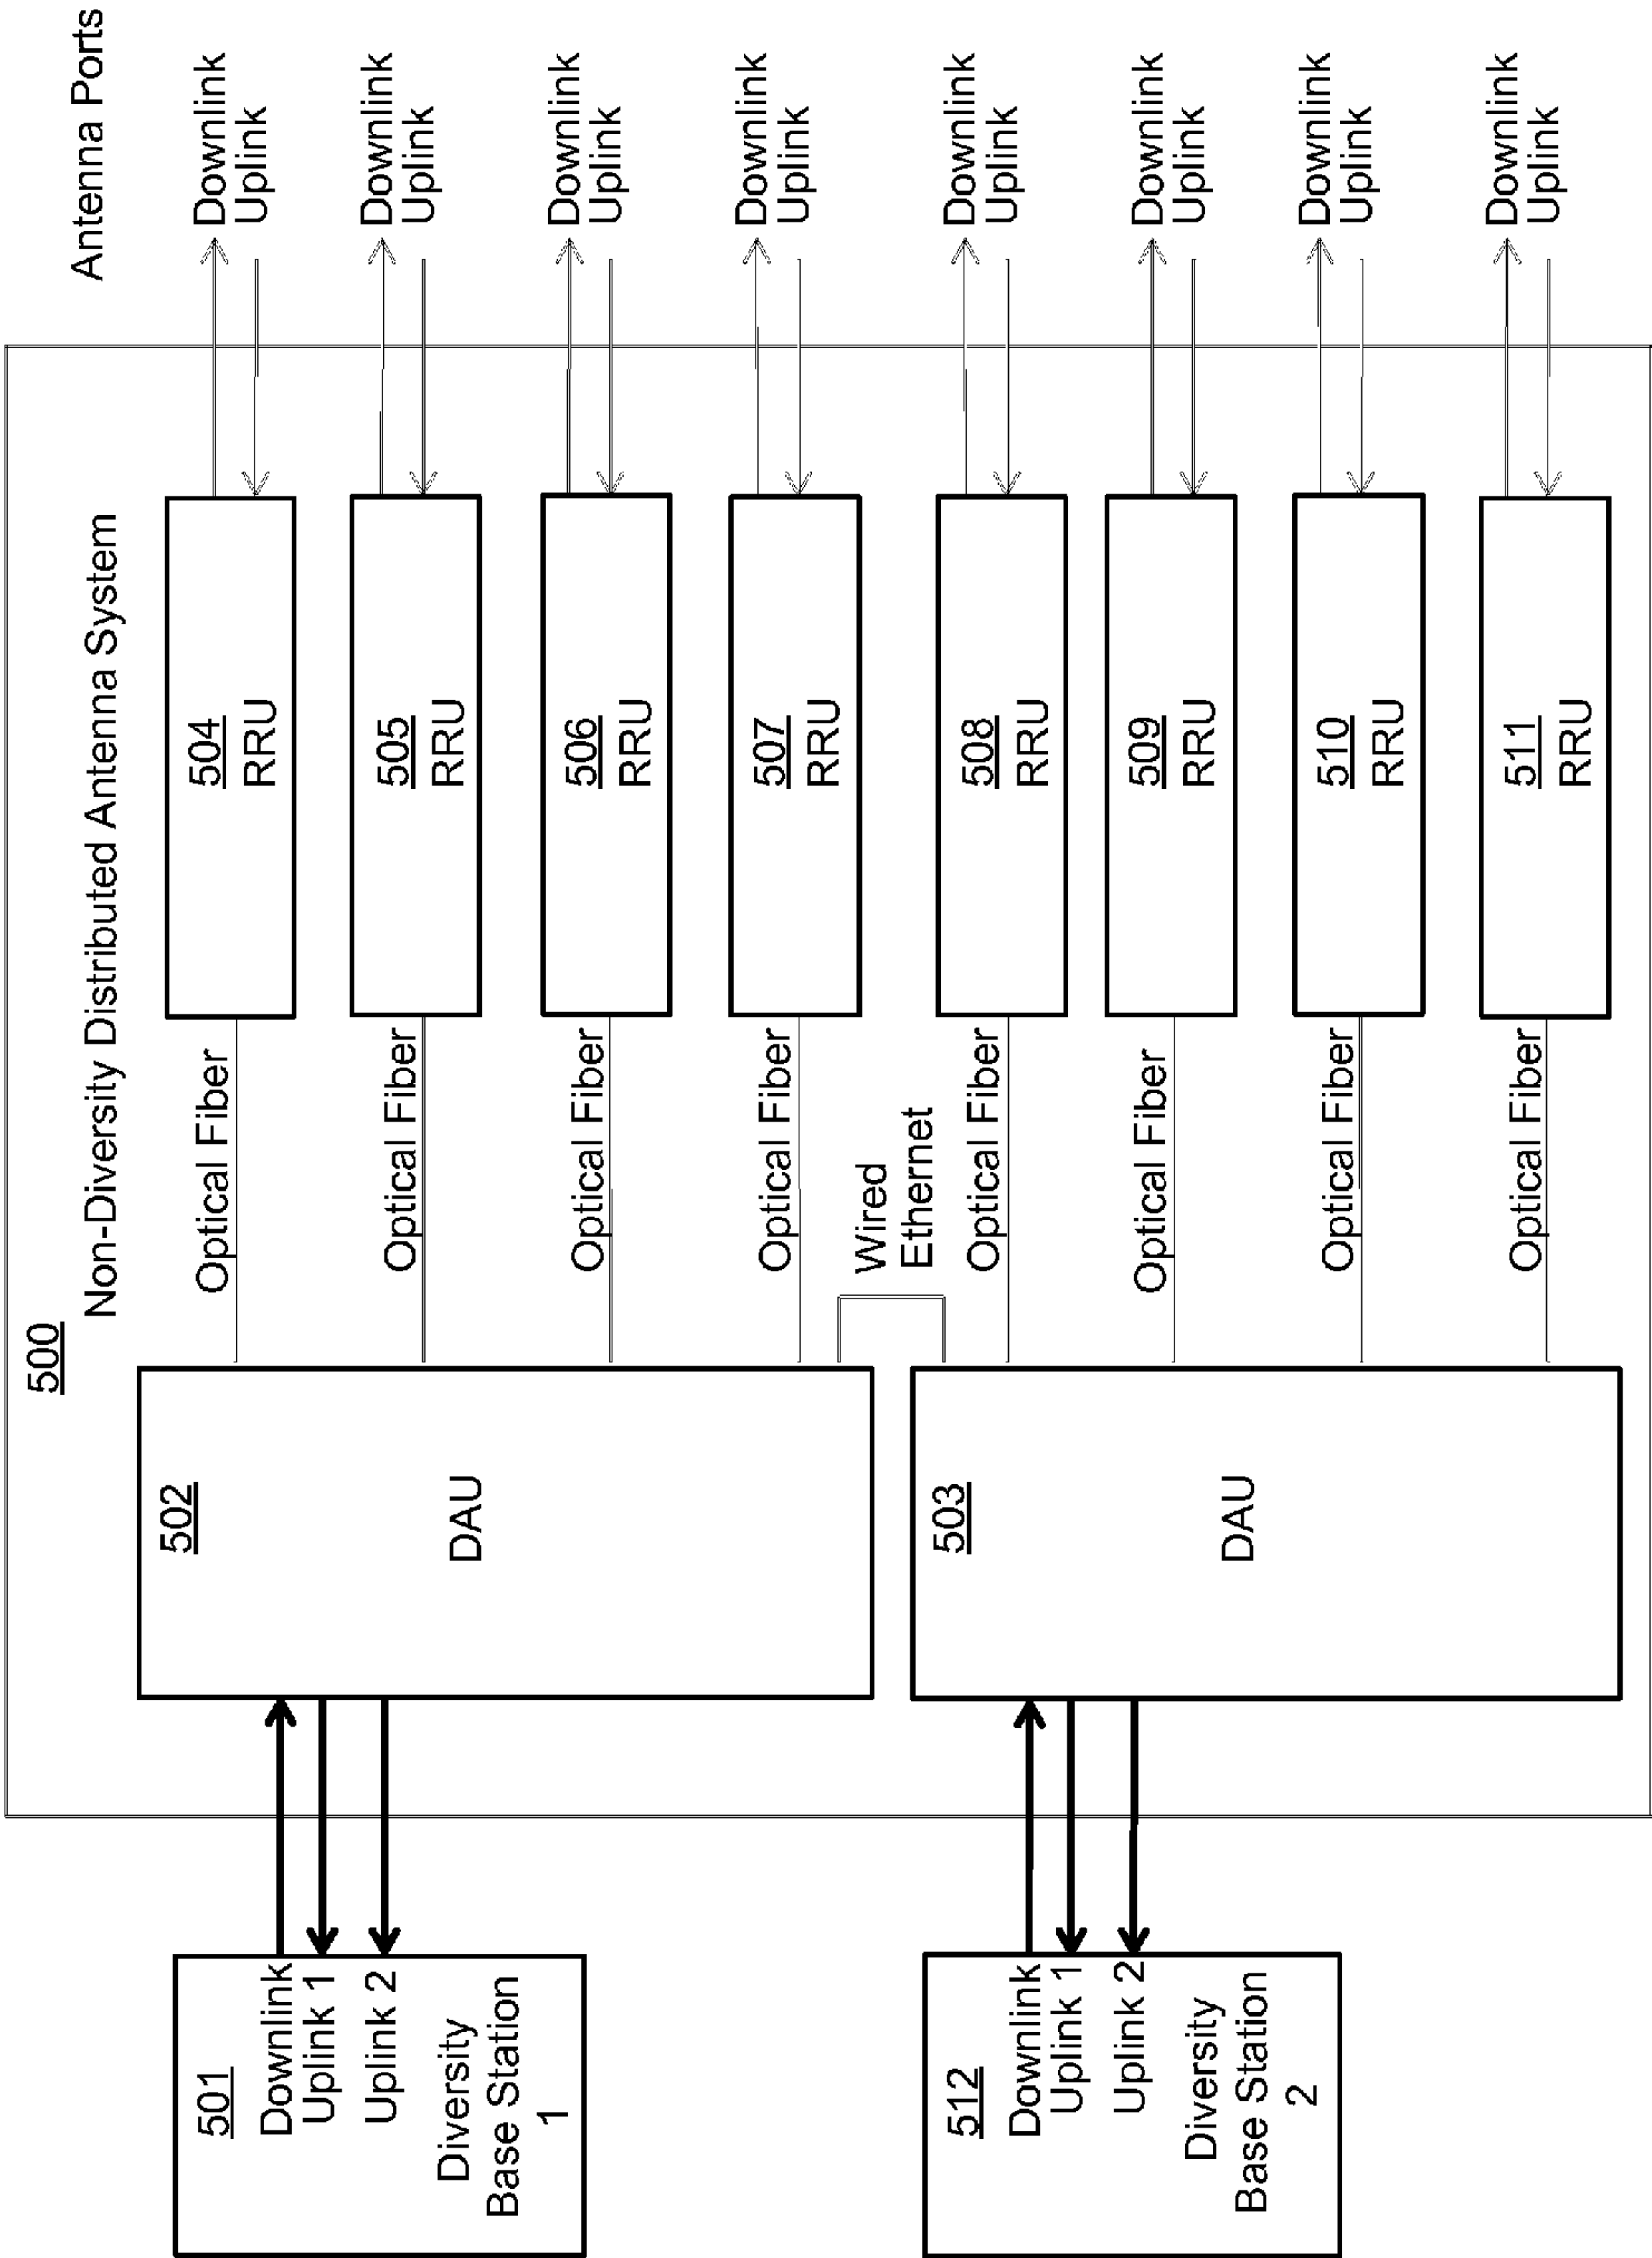 500
Non-Diversity Distributed Antenna System
Antenna Ports
501
Downlink
Uplink 1
Uplink 2
Diversity
Base Station
1
502
DAU
Optical Fiber
504
RRU
Downlink
Uplink
Optical Fiber
505
RRU
Downlink
Uplink
Optical Fiber
506
RRU
Downlink
Uplink
Optical Fiber
507
RRU
Downlink
Uplink
Wired
Ethernet
512
Downlink
Uplink 1
Uplink 2
Diversity
Base Station
2
503
DAU
Optical Fiber
508
RRU
Downlink
Uplink
Optical Fiber
509
RRU
Downlink
Uplink
Optical Fiber
510
RRU
Downlink
Uplink
Optical Fiber
511
RRU
Downlink
Uplink